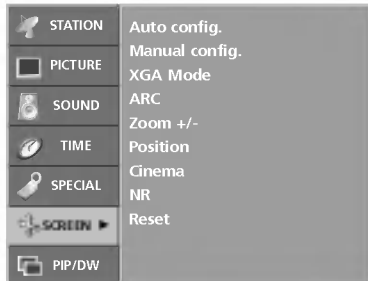 STATION
PICTURE
SOUND
TIME
SPECIAL
SCREEN
PIP/DW
Auto config.
Manual config.
XGA Mode
ARC
Zoom +/-
Position
Cinema
NR
Reset